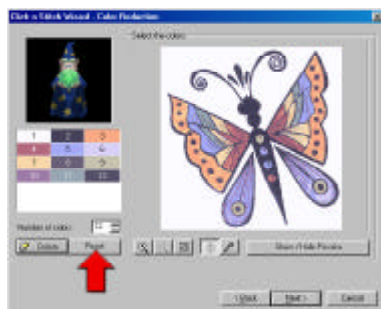 Click n Stitch Wizard - Color Reduction
Select the colors:
1 2 3
4 5 6
7 8 9
10 11 12
Number of colors: 12
Colors Reset
Show / Hide Preview
< Back Next > Cancel